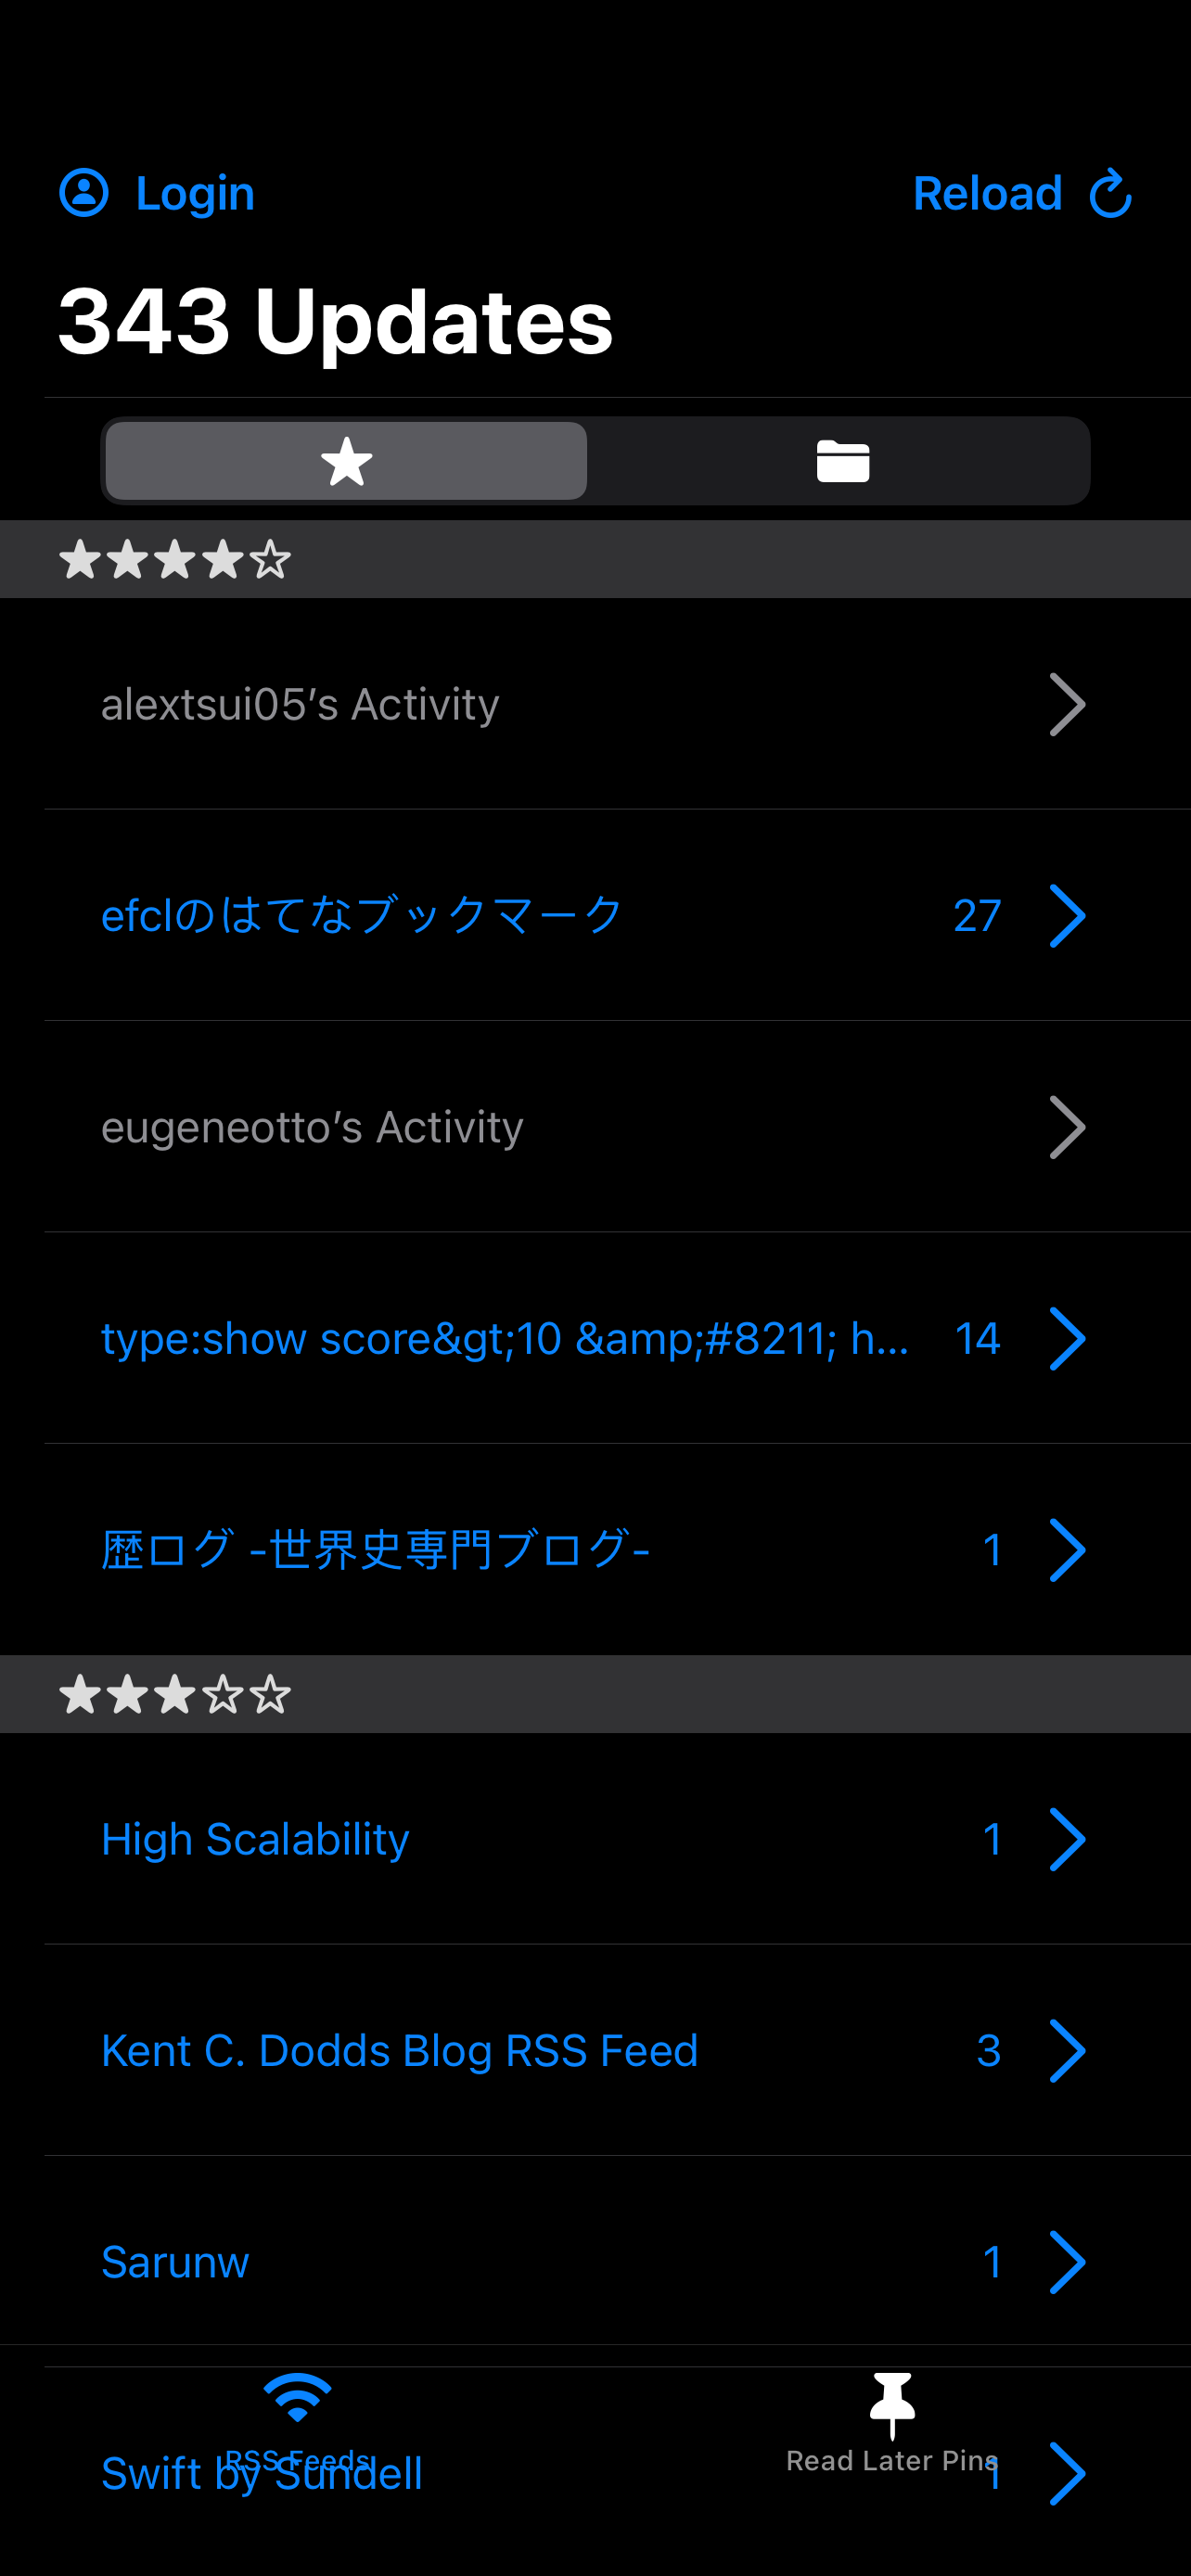 Login
Reload
343 Updates
★★★★☆
alextsui05's Activity
efclのはてなブックマーク 27
eugeneotto's Activity
type:show score&gt;10 &amp;#8211; h... 14
歴ログ -世界史専門ブログ- 1
★★★☆☆
High Scalability 1
Kent C. Dodds Blog RSS Feed 3
Sarunw 1
Swift by Sundell 1
RSS Feeds
Read Later Pins